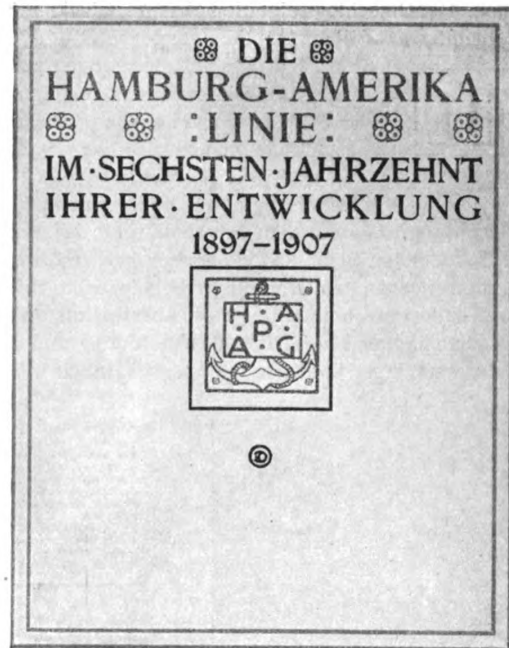 DIE
HAMBURG-AMERIKA
:LINIE:
IM·SECHSTEN·JAHRZEHNT
IHRER·ENTWICKLUNG
1897–1907
H A
P
A G